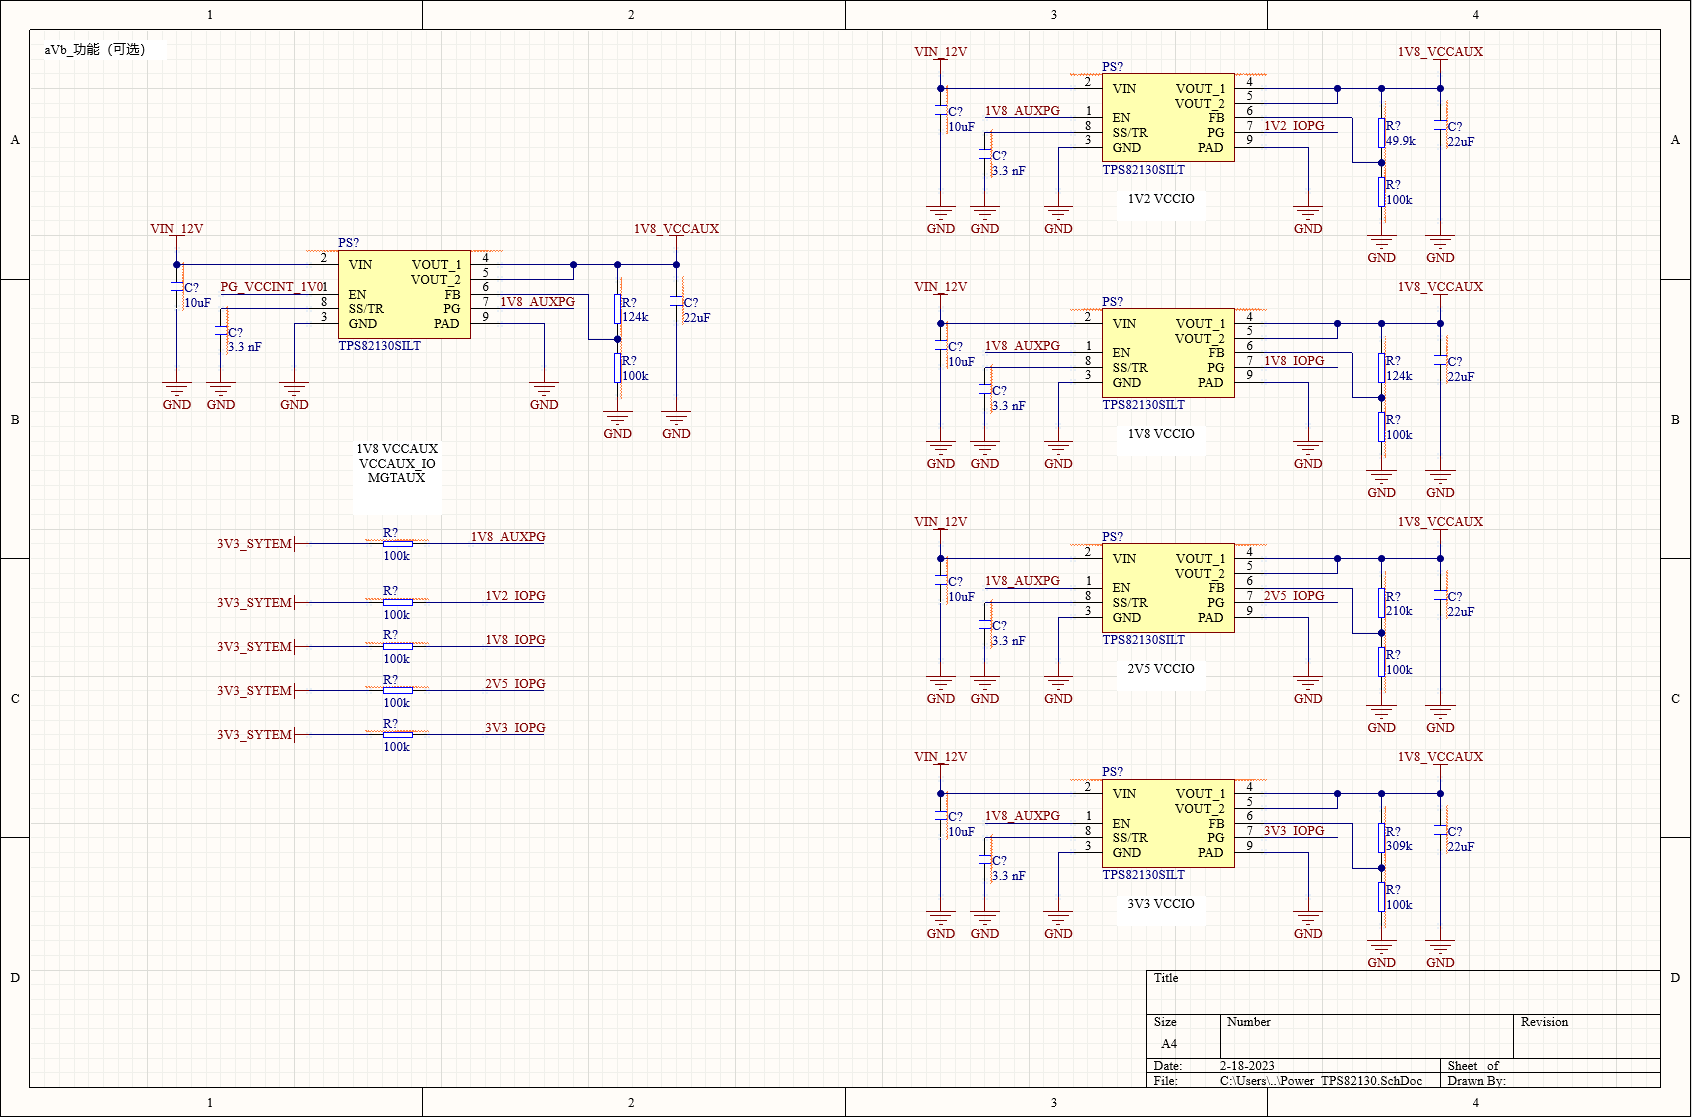 1 2 3 4
A
B
C
D
aVb_功能（可选）
VIN_12V
1V8_VCCAUX
PS?
2 VIN VOUT_1 4
VOUT_2 5
PG_VCCINT_1V0 1 EN FB 6
8 SS/TR PG 7 1V8_AUXPG
3 GND PAD 9
TPS82130SILT
C?
10uF
C?
3.3 nF
R?
124k
R?
100k
C?
22uF
GND GND GND GND
GND GND
1V8 VCCAUX
VCCAUX_IO
MGTAUX
3V3_SYTEM R? 100k 1V8_AUXPG
3V3_SYTEM R? 100k 1V2_IOPG
3V3_SYTEM R? 100k 1V8_IOPG
3V3_SYTEM R? 100k 2V5_IOPG
3V3_SYTEM R? 100k 3V3_IOPG
VIN_12V
1V8_VCCAUX
PS?
2 VIN VOUT_1 4
VOUT_2 5
1V8_AUXPG 1 EN FB 6
8 SS/TR PG 7 1V2_IOPG
3 GND PAD 9
TPS82130SILT
C?
10uF
C?
3.3 nF
R?
49.9k
R?
100k
C?
22uF
1V2 VCCIO
GND GND GND GND
GND GND
VIN_12V
1V8_VCCAUX
PS?
2 VIN VOUT_1 4
VOUT_2 5
1V8_AUXPG 1 EN FB 6
8 SS/TR PG 7 1V8_IOPG
3 GND PAD 9
TPS82130SILT
C?
10uF
C?
3.3 nF
R?
124k
R?
100k
C?
22uF
1V8 VCCIO
GND GND GND GND
GND GND
VIN_12V
1V8_VCCAUX
PS?
2 VIN VOUT_1 4
VOUT_2 5
1V8_AUXPG 1 EN FB 6
8 SS/TR PG 7 2V5_IOPG
3 GND PAD 9
TPS82130SILT
C?
10uF
C?
3.3 nF
R?
210k
R?
100k
C?
22uF
2V5 VCCIO
GND GND GND GND
GND GND
VIN_12V
1V8_VCCAUX
PS?
2 VIN VOUT_1 4
VOUT_2 5
1V8_AUXPG 1 EN FB 6
8 SS/TR PG 7 3V3_IOPG
3 GND PAD 9
TPS82130SILT
C?
10uF
C?
3.3 nF
R?
309k
R?
100k
C?
22uF
3V3 VCCIO
GND GND GND GND
GND GND
A
B
C
D
Title
Size Number Revision
A4
Date: 2-18-2023 Sheet of
File: C:\Users\..\Power_TPS82130.SchDoc Drawn By:
1 2 3 4